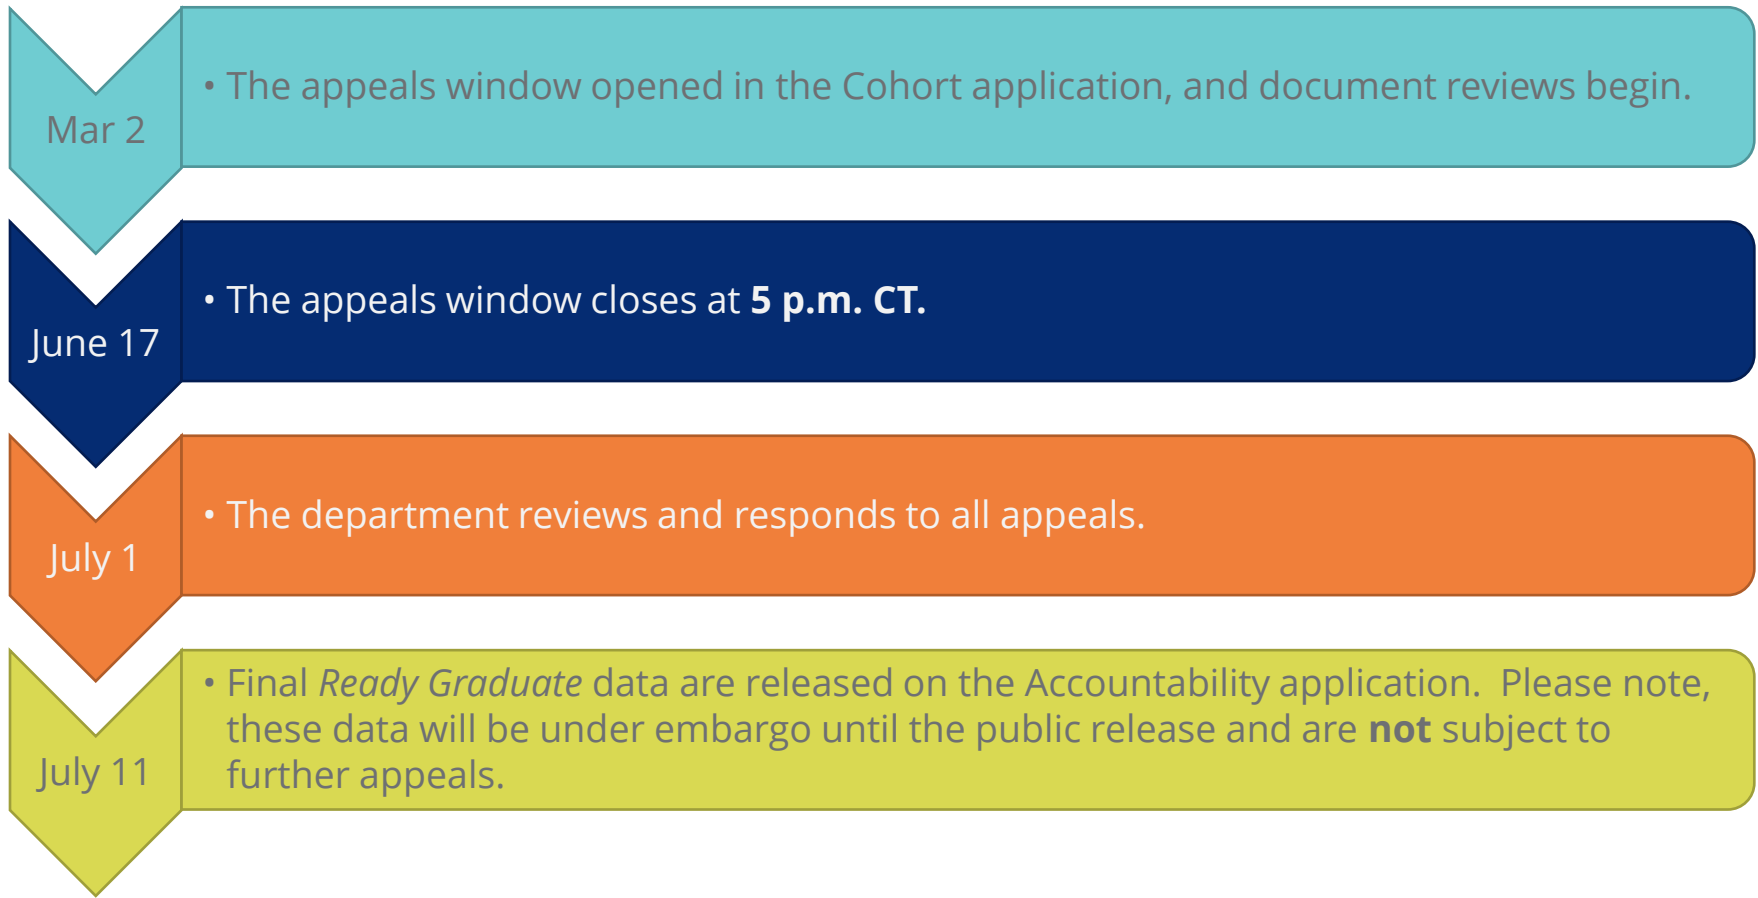 Mar 2
• The appeals window opened in the Cohort application, and document reviews begin.
June 17
• The appeals window closes at 5 p.m. CT.
July 1
• The department reviews and responds to all appeals.
July 11
• Final Ready Graduate data are released on the Accountability application.  Please note,
these data will be under embargo until the public release and are not subject to
further appeals.